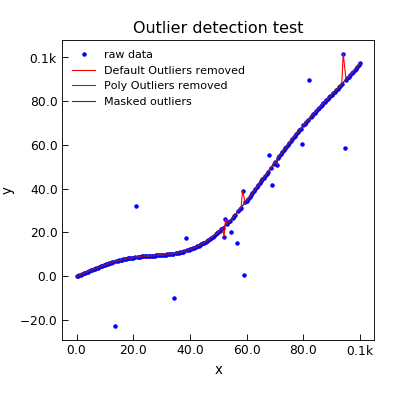 Outlier detection test
raw data
Default Outliers removed
Poly Outliers removed
Masked outliers
0.1k
80.0
60.0
40.0
20.0
0.0
−20.0
y
0.0 20.0 40.0 60.0 80.0 0.1k
x